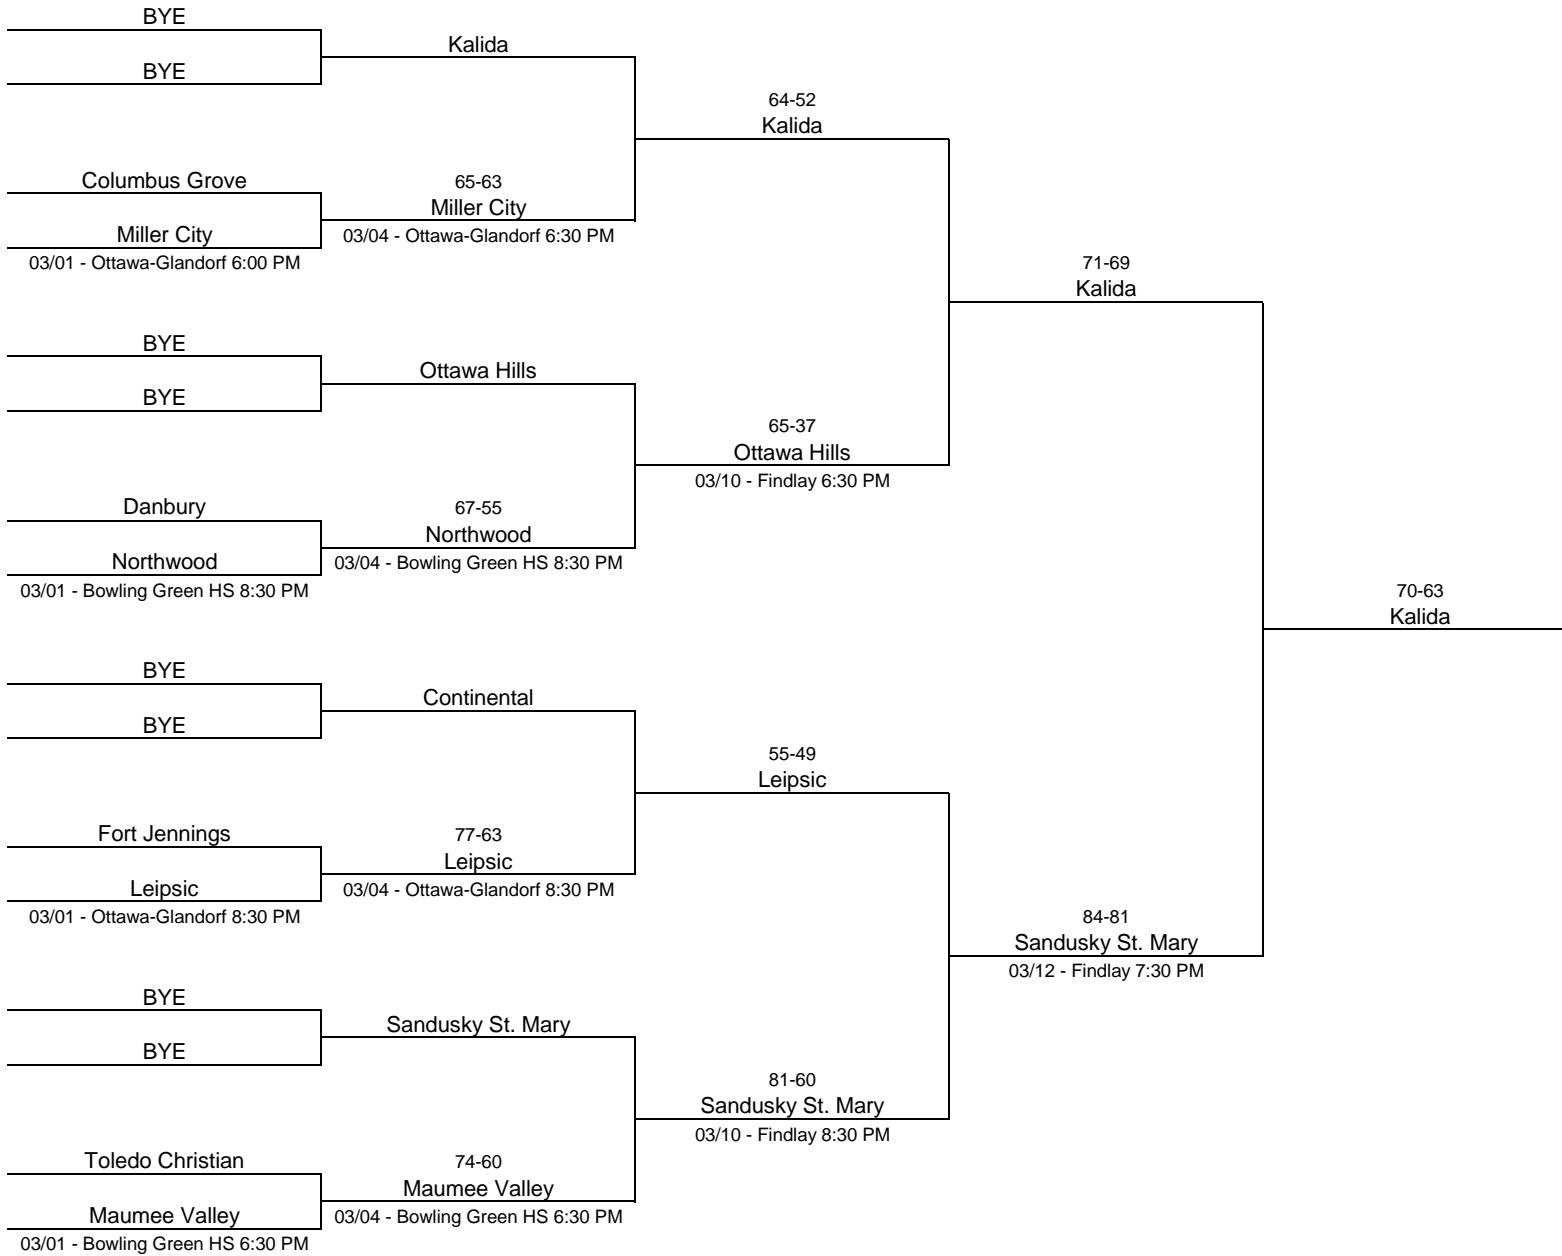 BYE
BYE
Columbus Grove
Miller City
03/01 - Ottawa-Glandorf 6:00 PM
BYE
BYE
Danbury
Northwood
03/01 - Bowling Green HS 8:30 PM
BYE
BYE
Fort Jennings
Leipsic
03/01 - Ottawa-Glandorf 8:30 PM
BYE
BYE
Toledo Christian
Maumee Valley
03/01 - Bowling Green HS 6:30 PM
Kalida
65-63
Miller City
03/04 - Ottawa-Glandorf 6:30 PM
Ottawa Hills
67-55
Northwood
03/04 - Bowling Green HS 8:30 PM
Continental
77-63
Leipsic
03/04 - Ottawa-Glandorf 8:30 PM
Sandusky St. Mary
74-60
Maumee Valley
03/04 - Bowling Green HS 6:30 PM
64-52
Kalida
65-37
Ottawa Hills
03/10 - Findlay 6:30 PM
55-49
Leipsic
81-60
Sandusky St. Mary
03/10 - Findlay 8:30 PM
71-69
Kalida
84-81
Sandusky St. Mary
03/12 - Findlay 7:30 PM
70-63
Kalida